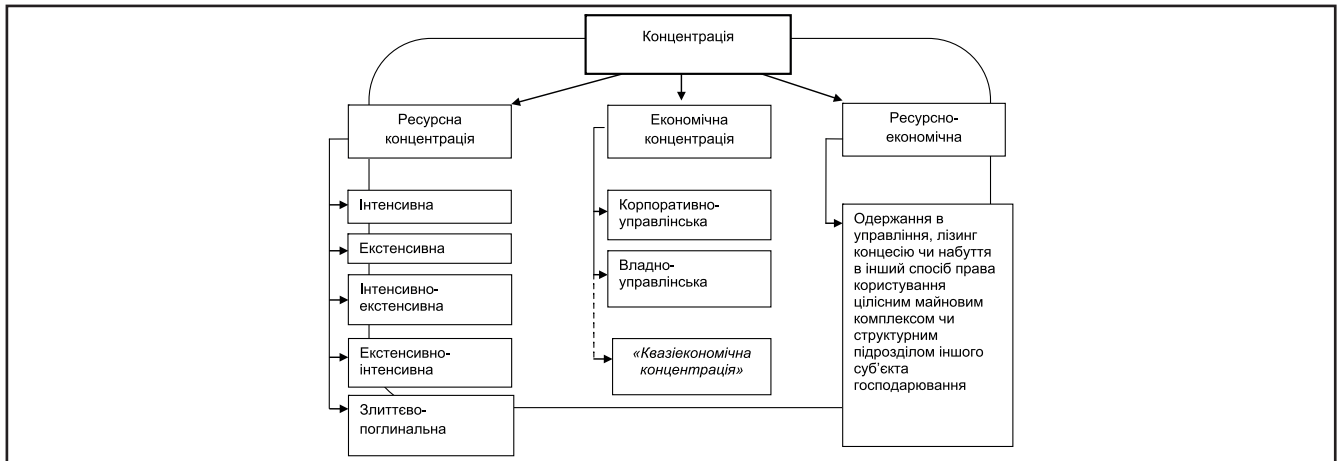 Концентрація
Ресурсна
концентрація
Економічна
концентрація
Ресурсно-
економічна
Інтенсивна
Екстенсивна
Інтенсивно-
екстенсивна
Екстенсивно-
інтенсивна
Злиттєво-
поглинальна
Корпоративно-
управлінська
Владно-
управлінська
«Квазіекономічна
концентрація»
Одержання в
управління, лізинг
концесію чи набуття
в інший спосіб права
користування
цілісним майновим
комплексом чи
структурним
підрозділом іншого
суб’єкта
господарювання